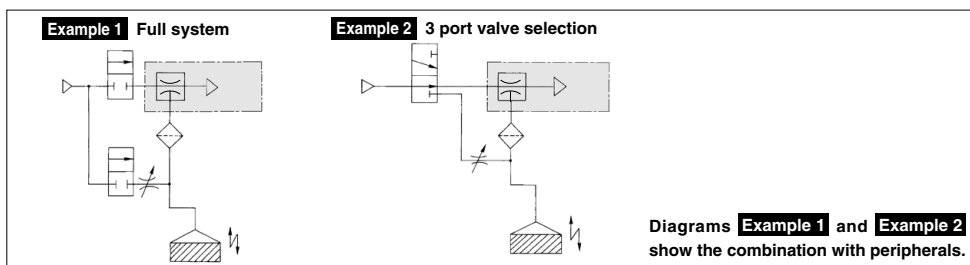 Example 1 Full system
Example 2 3 port valve selection
Diagrams Example 1 and Example 2
show the combination with peripherals.